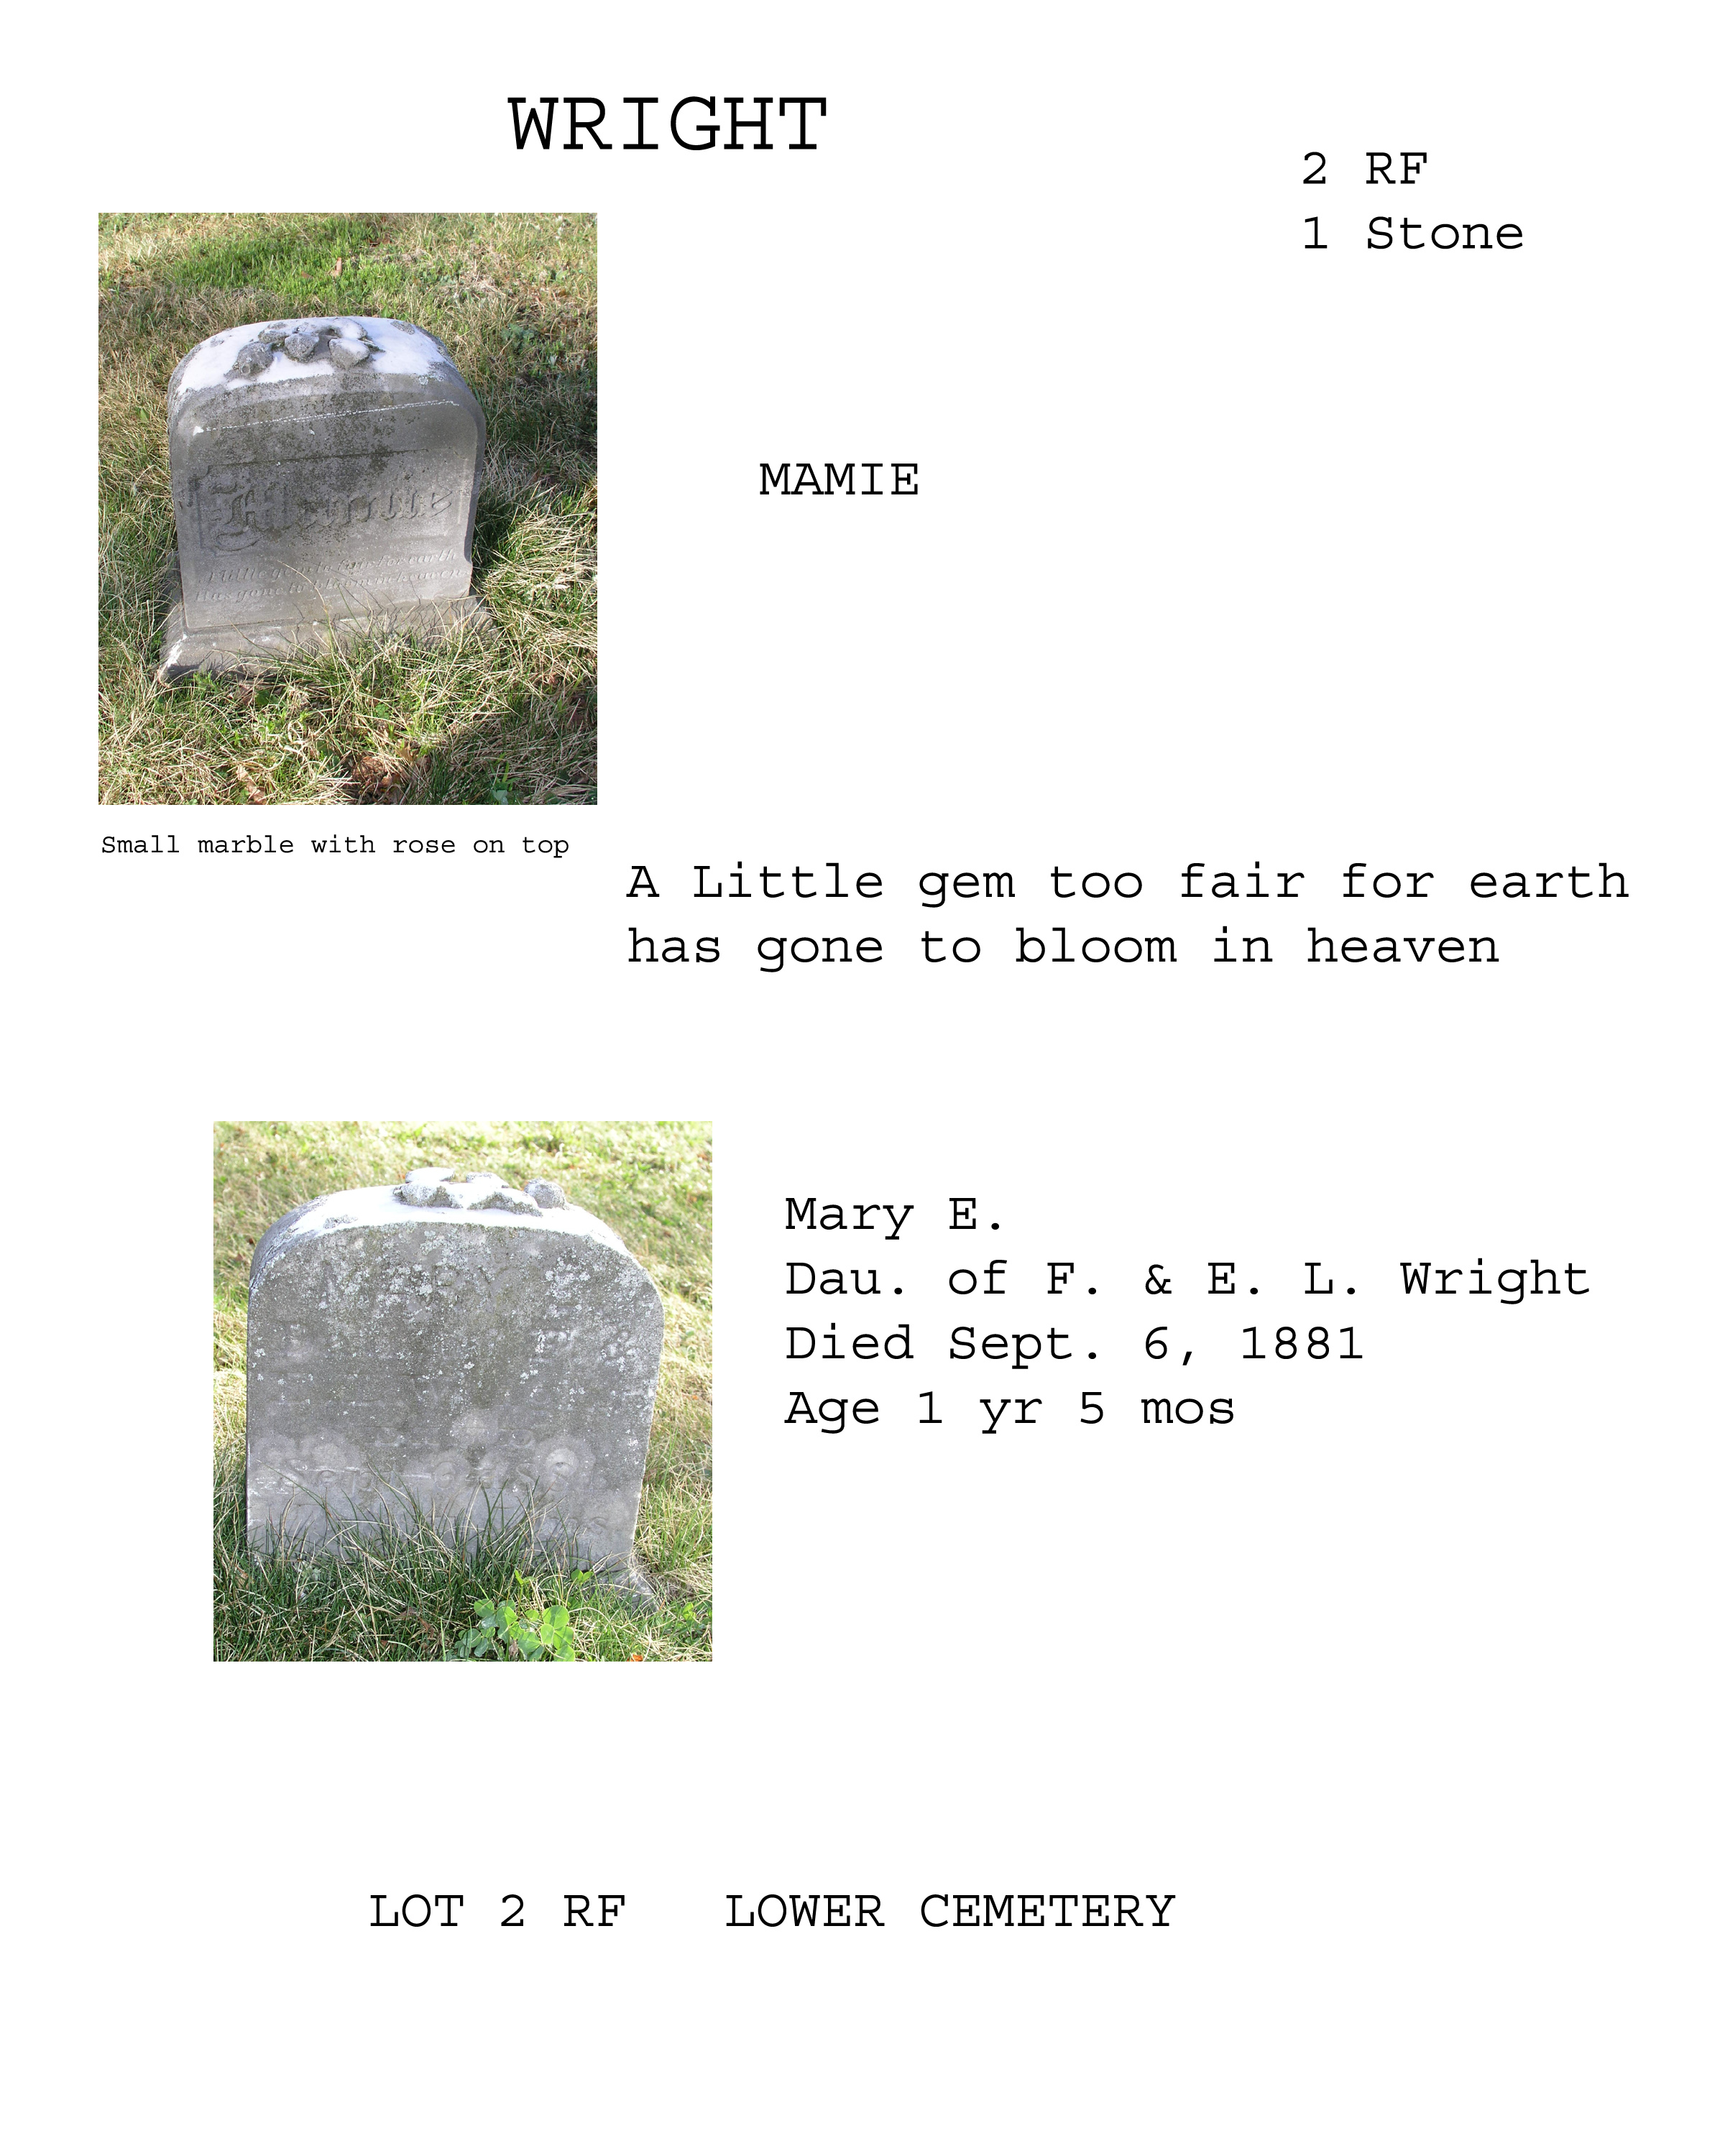 WRIGHT
2 RF
1 Stone
Mamie
MAMIE
Small marble with rose on top
A Little gem too fair for earth
has gone to bloom in heaven
MARY E.
Mary E.
Dau. of F. & E. L. Wright
Died Sept. 6, 1881
Age 1 yr 5 mos
LOT 2 RF LOWER CEMETERY